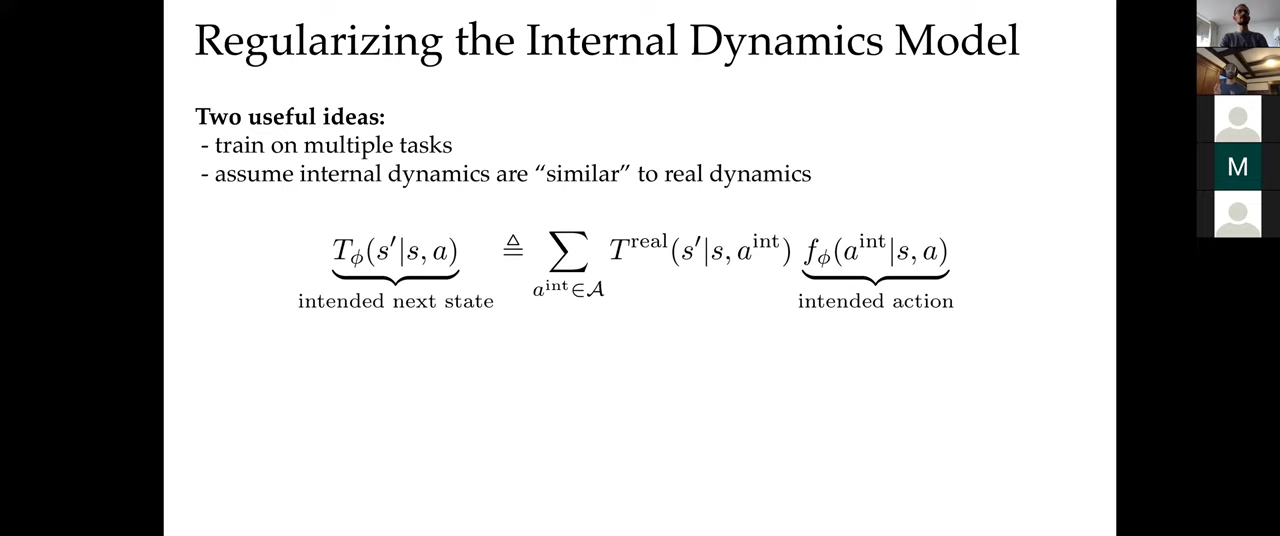 Regularizing the Internal Dynamics Model
Two useful ideas:
- train on multiple tasks
- assume internal dynamics are “similar” to real dynamics
T_ϕ(s′|s, a) ≜ ∑_{a^int∈𝒜} T^real(s′|s, a^int) f_ϕ(a^int|s, a)
intended next state intended action
M